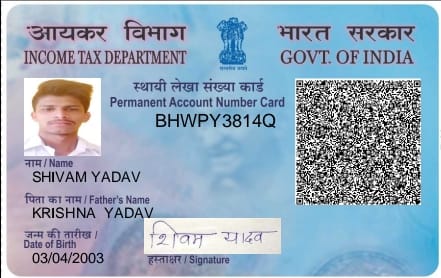 आयकर विभाग
INCOME TAX DEPARTMENT
भारत सरकार
GOVT. OF INDIA
स्थायी लेखा संख्या कार्ड
Permanent Account Number Card
BHWPY3814Q
नाम / Name
SHIVAM YADAV
पिता का नाम / Father's Name
KRISHNA YADAV
जन्म की तारीख /
Date of Birth
03/04/2003
शिवम यादव
हस्ताक्षर / Signature